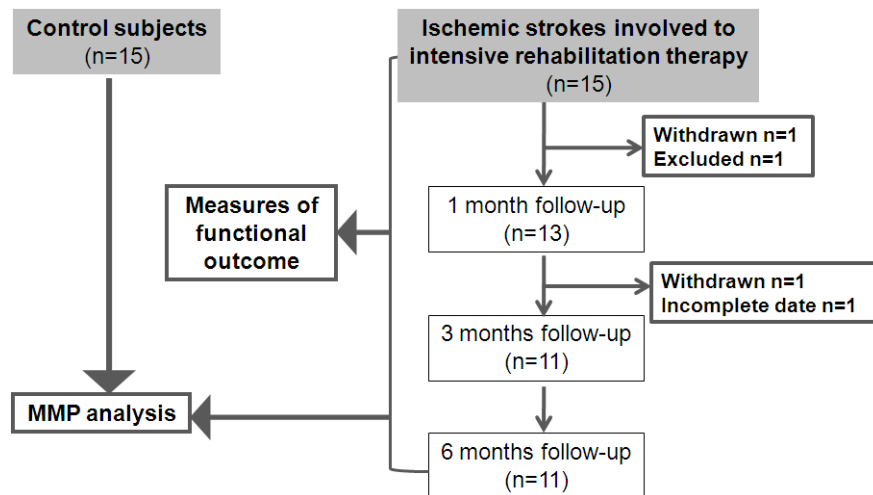 Control subjects
(n=15)
Ischemic strokes involved to
intensive rehabilitation therapy
(n=15)
Withdrawn n=1
Excluded n=1
Measures of
functional
outcome
1 month follow-up
(n=13)
Withdrawn n=1
Incomplete date n=1
3 months follow-up
(n=11)
MMP analysis
6 months follow-up
(n=11)